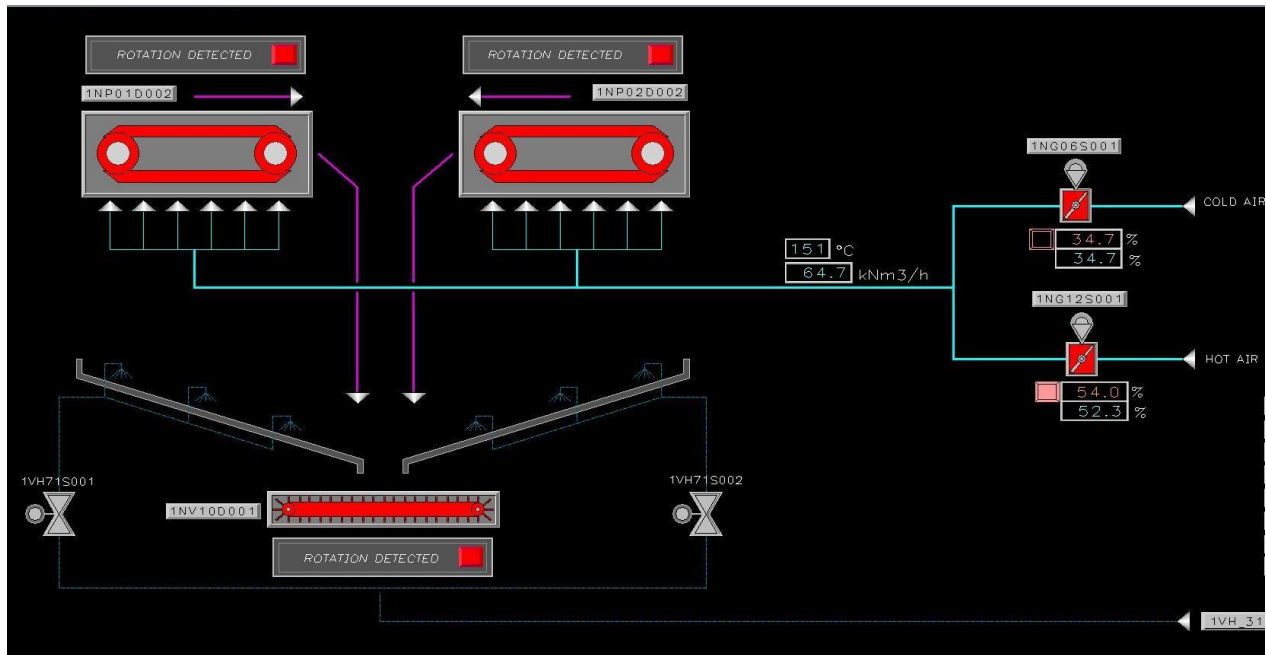 ROTATION DETECTED
ROTATION DETECTED
1NP01D002
1NP02D002
1NG06S001
COLD AIR
34.7 %
34.7 %
151 °C
64.7 kNm3/h
1NG12S001
HOT AIR
54.0 %
52.3 %
1VH71S001
1VH71S002
1NV10D001
ROTATION DETECTED
1VH_31